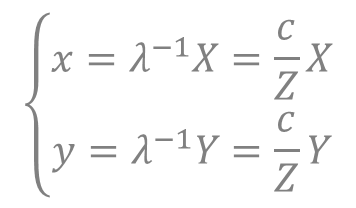 x = λ⁻¹X = c/Z X
y = λ⁻¹Y = c/Z Y